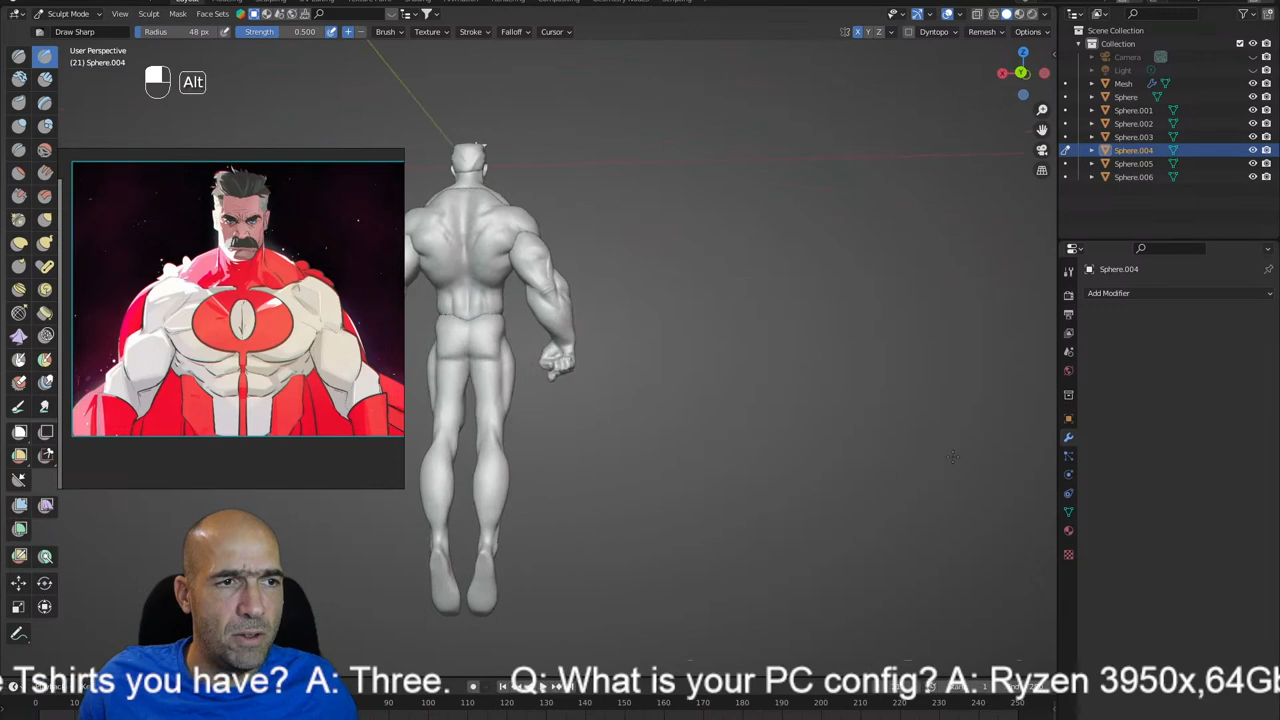 Sculpt Mode View Sculpt Mask Face Sets
Draw Sharp Radius 48 px Strength 0.500 Brush Texture Stroke Falloff Cursor X Y Z Dyntopo Remesh Options
User Perspective
(21) Sphere.004
Alt
Z
X
Y
Scene Collection
Collection
Camera
Light
Mesh
Sphere
Sphere.001
Sphere.002
Sphere.003
Sphere.004
Sphere.005
Sphere.006
Sphere.004
Add Modifier
Tshirts you have? A: Three. Q: What is your PC config? A: Ryzen 3950x,64Gb